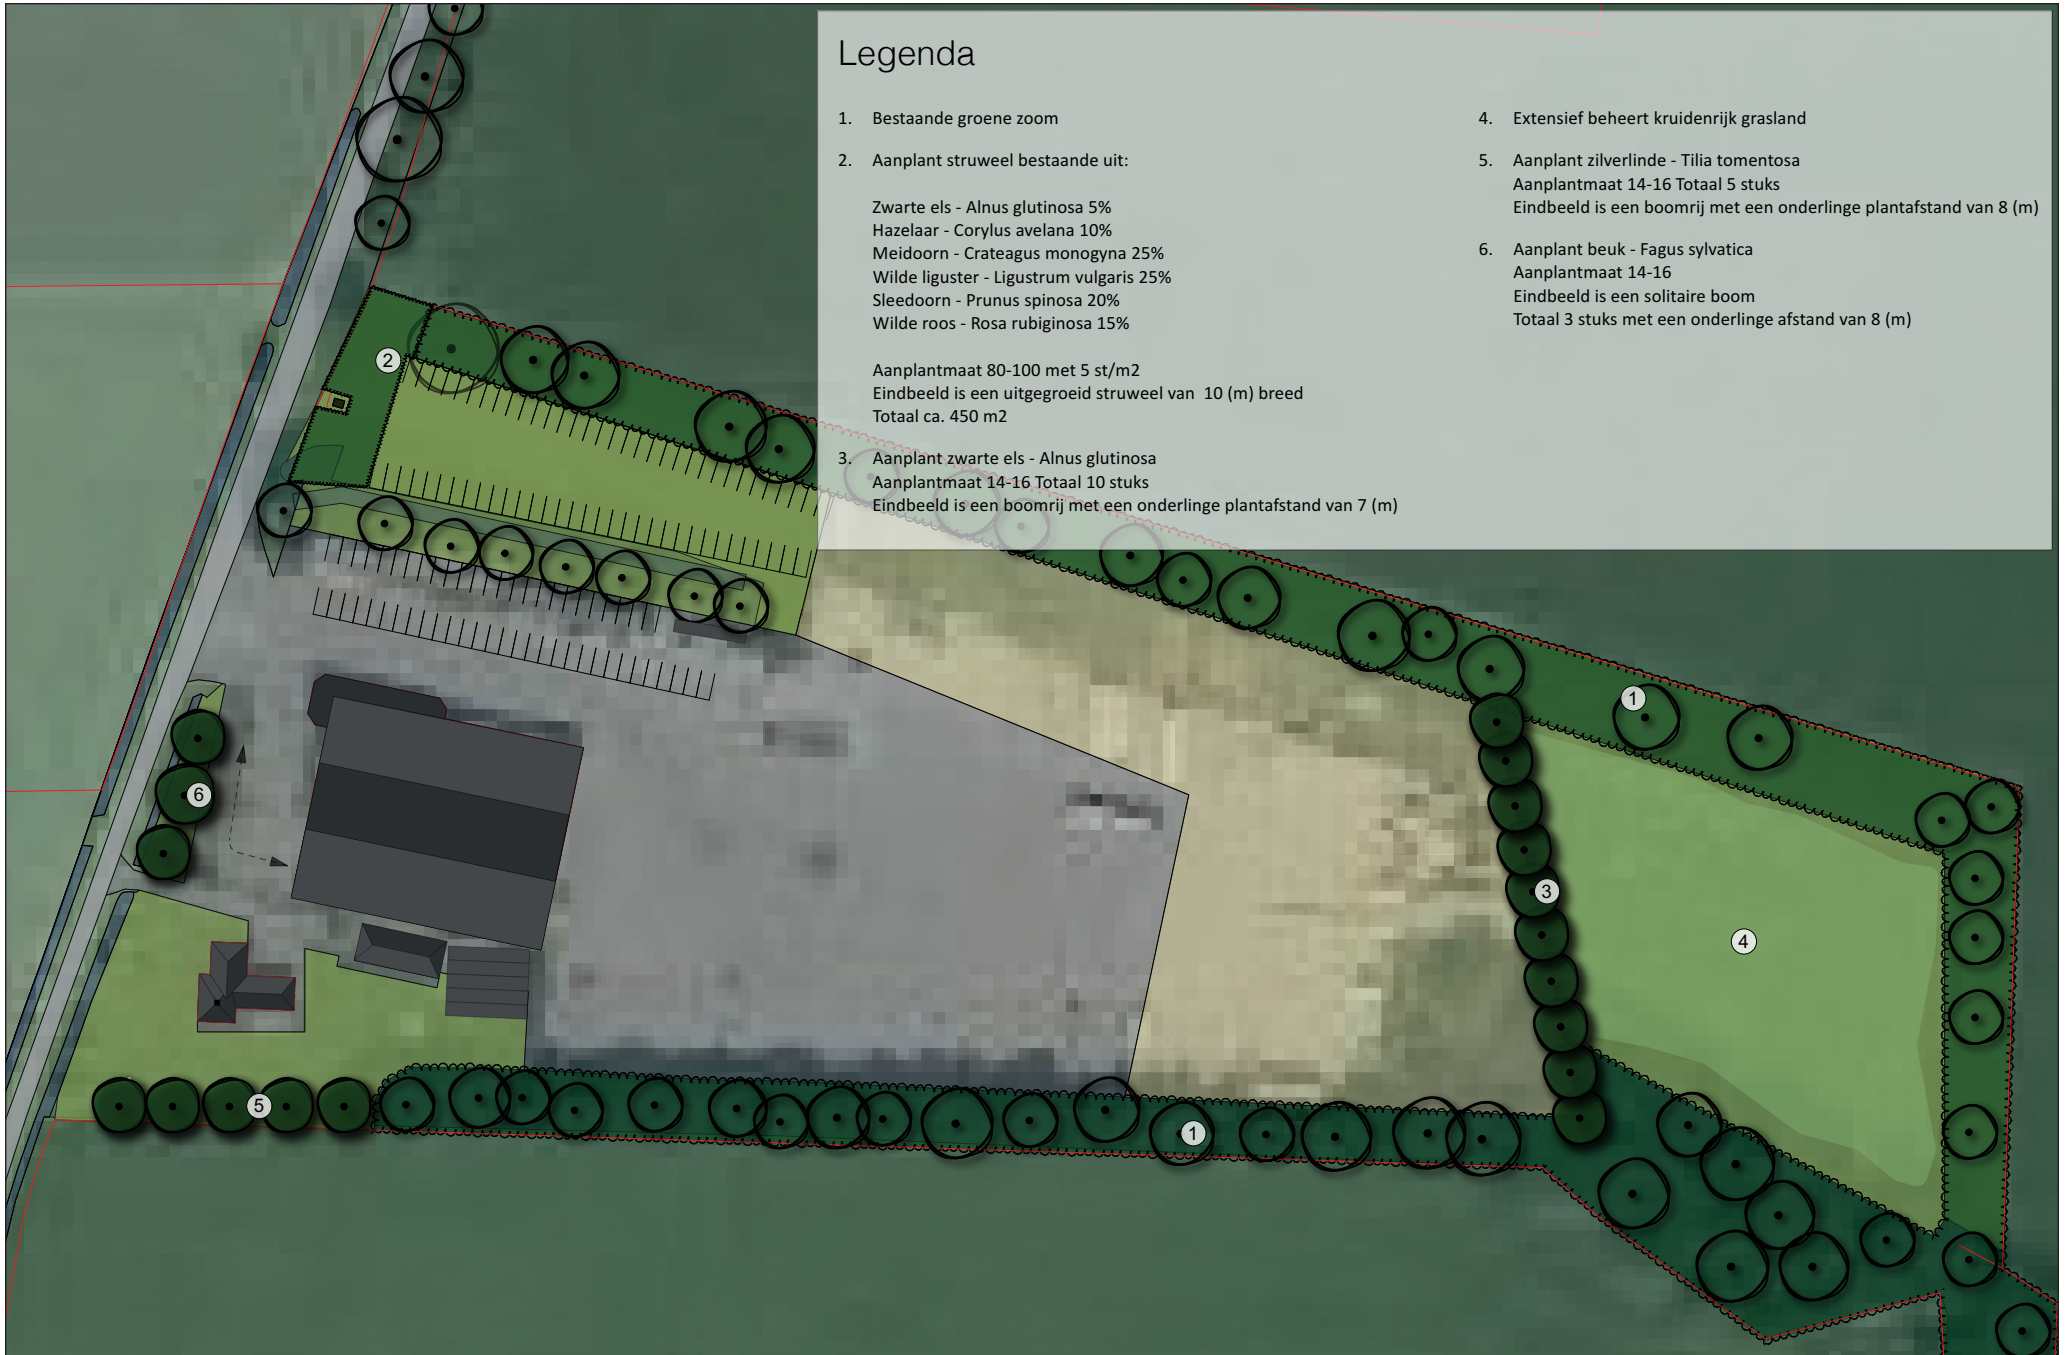 Legenda
1. Bestaande groene zoom
2. Aanplant struweel bestaande uit:
Zwarte els - Alnus glutinosa 5%
Hazelaar - Corylus avelana 10%
Meidoorn - Crateagus monogyna 25%
Wilde liguster - Ligustrum vulgaris 25%
Sleedoorn - Prunus spinosa 20%
Wilde roos - Rosa rubiginosa 15%
Aanplantmaat 80-100 met 5 st/m2
Eindbeeld is een uitgegroeid struweel van 10 (m) breed
Totaal ca. 450 m2
3. Aanplant zwarte els - Alnus glutinosa
Aanplantmaat 14-16 Totaal 10 stuks
Eindbeeld is een boomrij met een onderlinge plantafstand van 7 (m)
4. Extensief beheert kruidenrijk grasland
5. Aanplant zilverlinde - Tilia tomentosa
Aanplantmaat 14-16 Totaal 5 stuks
Eindbeeld is een boomrij met een onderlinge plantafstand van 8 (m)
6. Aanplant beuk - Fagus sylvatica
Aanplantmaat 14-16
Eindbeeld is een solitaire boom
Totaal 3 stuks met een onderlinge afstand van 8 (m)
2
1
6
3
4
5
1